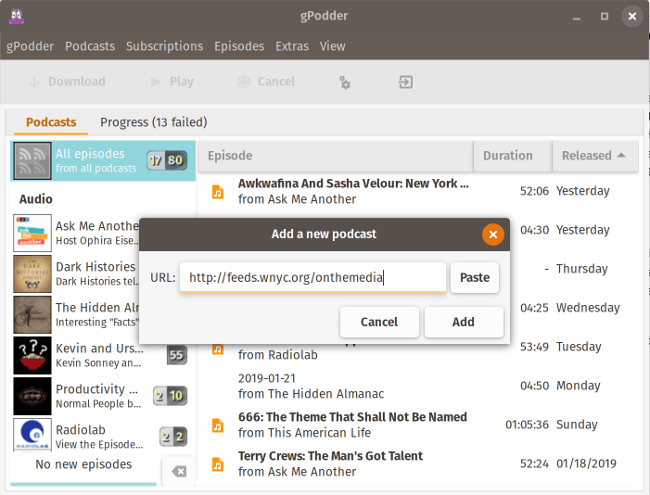 gPodder
gPodder Podcasts Subscriptions Episodes Extras View
Download Play Cancel
Podcasts Progress (13 failed)
All episodes
from all podcasts
17 80
Audio
Ask Me Anothe
Host Ophira Eise...
Dark Histories
Dark Histories tel...
The Hidden Alr
Interesting "Facts"
Kevin and Urs...
Kevin Sonney an...
55
Productivity ...
Normal People b...
2 10
Radiolab
View the Episode...
2 2
RADIOLAB
No new episodes
Episode Duration Released
Awkwafina And Sasha Velour: New York ...
from Ask Me Another
52:06 Yesterday
04:30 Yesterday
- Thursday
04:25 Wednesday
from Radiolab
53:49 Tuesday
2019-01-21
from The Hidden Almanac
04:50 Monday
666: The Theme That Shall Not Be Named
from This American Life
01:05:36 Sunday
Terry Crews: The Man's Got Talent
from Ask Me Another
52:24 01/18/2019
Add a new podcast
URL: http://feeds.wnyc.org/onthemedia Paste
Cancel Add